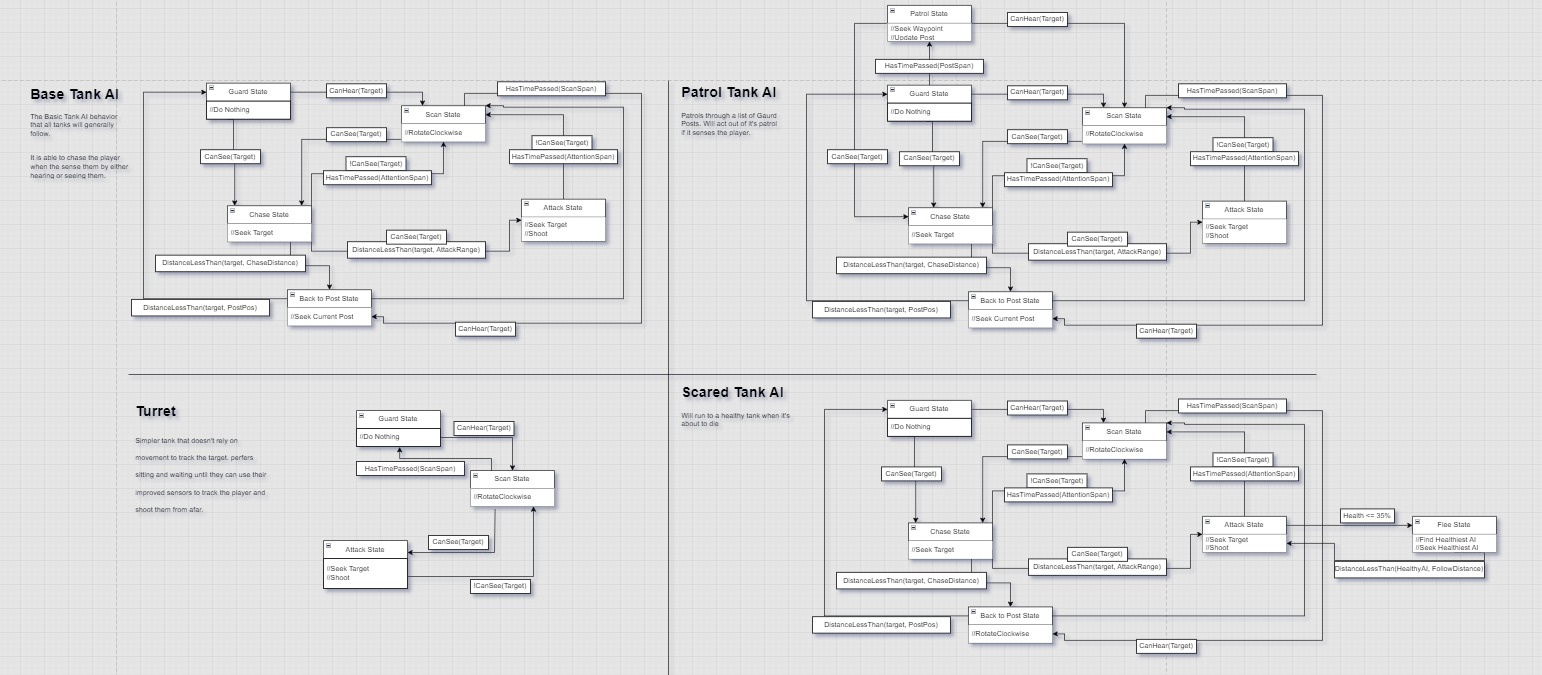 Base Tank AI
The Basic Tank AI behavior
that all tanks will generally
follow.
It is able to chase the player
when the sense them by either
hearing or seeing them.
Guard State
//Do Nothing
CanHear(Target)
HasTimePassed(ScanSpan)
Scan State
//RotateClockwise
CanSee(Target)
CanSee(Target)
!CanSee(Target)
HasTimePassed(AttentionSpan)
!CanSee(Target)
HasTimePassed(AttentionSpan)
Chase State
//Seek Target
Attack State
//Seek Target
//Shoot
CanSee(Target)
DistanceLessThan(target, AttackRange)
DistanceLessThan(target, ChaseDistance)
DistanceLessThan(target, PostPos)
Back to Post State
//Seek Current Post
CanHear(Target)
Patrol Tank AI
Patrols through a list of Gaurd
Posts. Will act out of it's patrol
if it senses the player.
Patrol State
//Seek Waypoint
//Update Post
CanHear(Target)
HasTimePassed(PostSpan)
Guard State
//Do Nothing
CanHear(Target)
HasTimePassed(ScanSpan)
Scan State
//RotateClockwise
CanSee(Target)
CanSee(Target)
CanSee(Target)
!CanSee(Target)
HasTimePassed(AttentionSpan)
!CanSee(Target)
HasTimePassed(AttentionSpan)
Chase State
//Seek Target
Attack State
//Seek Target
//Shoot
CanSee(Target)
DistanceLessThan(target, AttackRange)
DistanceLessThan(target, ChaseDistance)
DistanceLessThan(target, PostPos)
Back to Post State
//Seek Current Post
CanHear(Target)
Turret
Simpler tank that doesn't rely on
movement to track the target. perfers
sitting and waiting until they can use their
improved sensors to track the player and
shoot them from afar.
Guard State
//Do Nothing
CanHear(Target)
HasTimePassed(ScanSpan)
Scan State
//RotateClockwise
Attack State
//Seek Target
//Shoot
CanSee(Target)
!CanSee(Target)
Scared Tank AI
Will run to a healthy tank when it's
about to die
Guard State
//Do Nothing
CanHear(Target)
HasTimePassed(ScanSpan)
Scan State
//RotateClockwise
CanSee(Target)
CanSee(Target)
!CanSee(Target)
HasTimePassed(AttentionSpan)
!CanSee(Target)
HasTimePassed(AttentionSpan)
Chase State
//Seek Target
Attack State
//Seek Target
//Shoot
Health <= 35%
Flee State
//Find Healthiest AI
//Seek Healthiest AI
CanSee(Target)
DistanceLessThan(target, AttackRange)
DistanceLessThan(HealthyAI, FollowDistance)
DistanceLessThan(target, ChaseDistance)
DistanceLessThan(target, PostPos)
Back to Post State
//RotateClockwise
CanHear(Target)